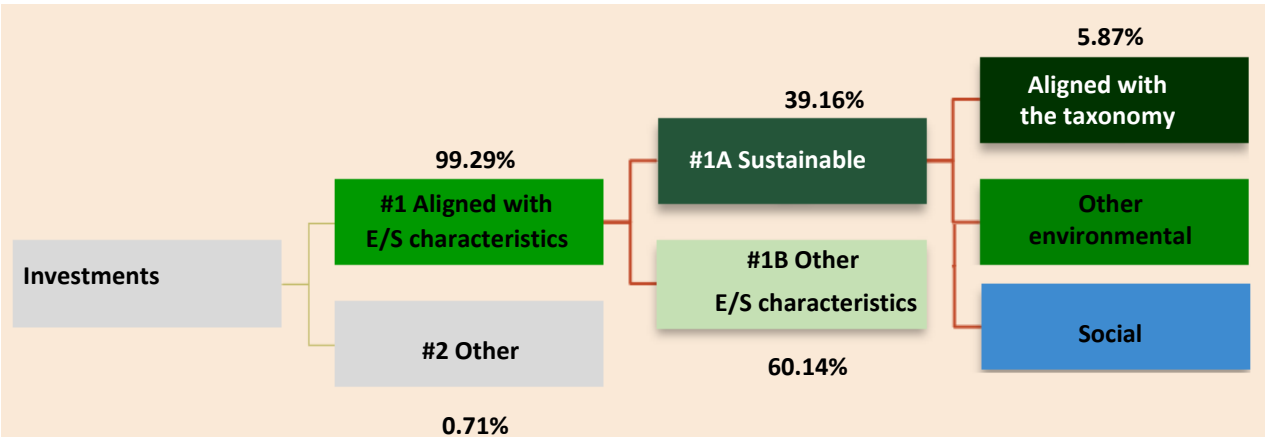 5.87%
Aligned with
the taxonomy
39.16%
#1A Sustainable
99.29%
#1 Aligned with
E/S characteristics
Other
environmental
Investments
#1B Other
E/S characteristics
60.14%
Social
#2 Other
0.71%